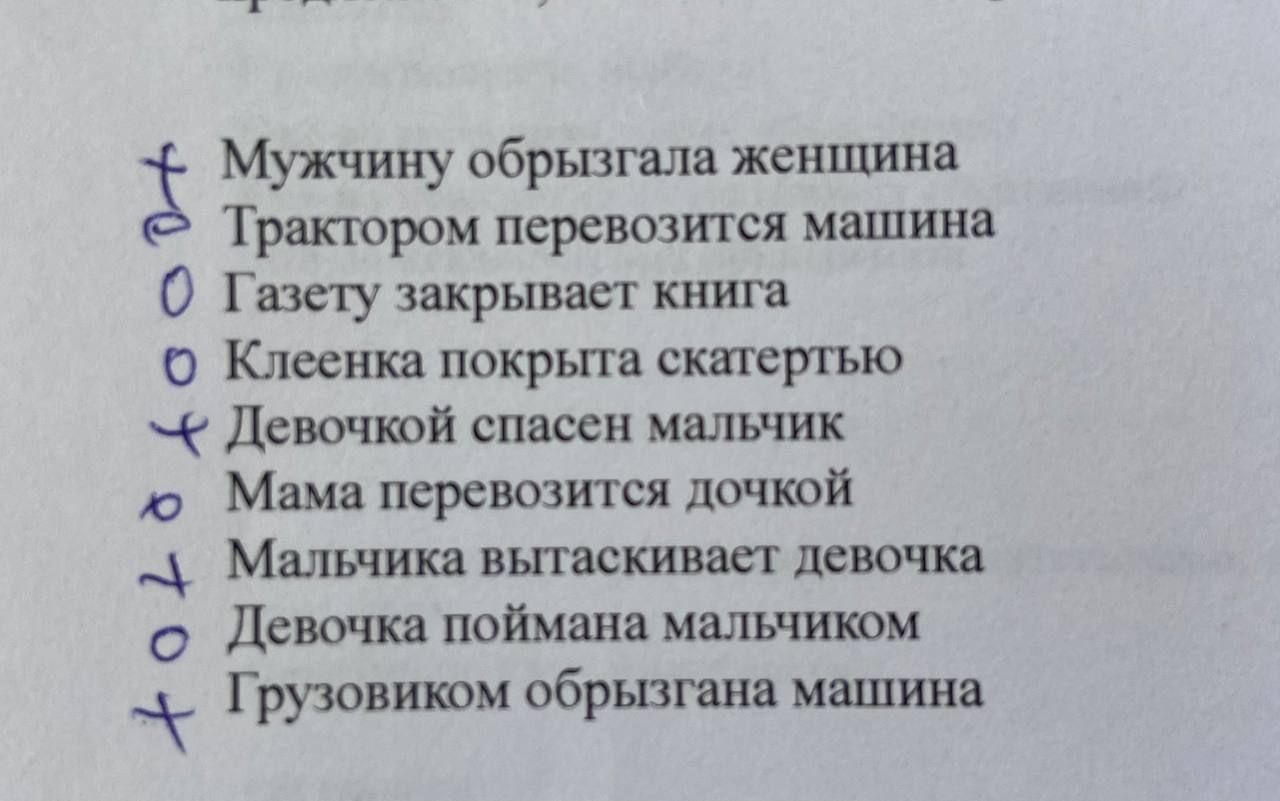 + Мужчину обрызгала женщина
0 Трактором перевозится машина
0 Газету закрывает книга
0 Клеенка покрыта скатертью
+ Девочкой спасен мальчик
0 Мама перевозится дочкой
+ Мальчика вытаскивает девочка
0 Девочка поймана мальчиком
+ Грузовиком обрызгана машина